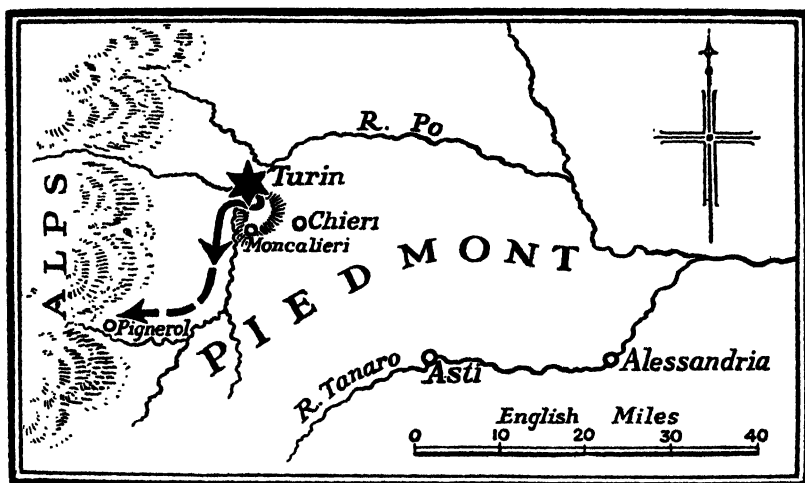 R. Po
Turin
ALPS
Chieri
Moncalieri
PIEDMONT
Pignerol
R. Tanaro
Asti
Alessandria
English Miles
0 10 20 30 40